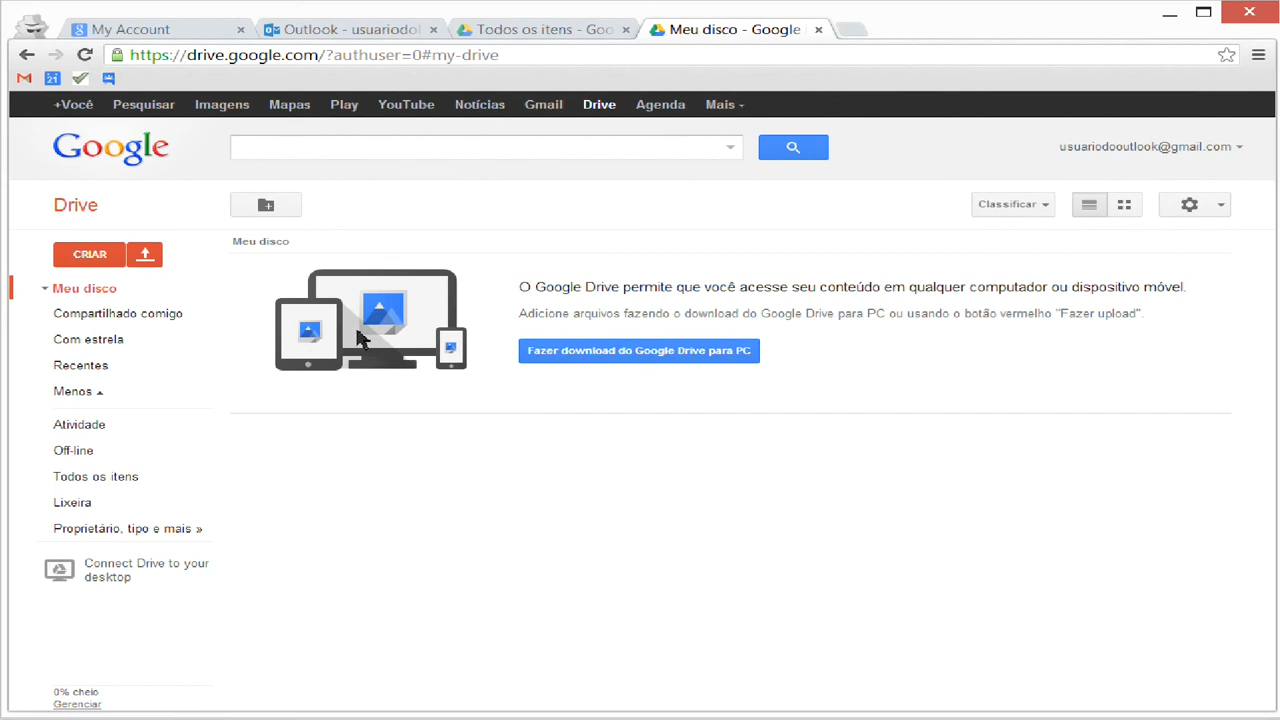 My Account
Outlook - usuariodol
Todos os itens - Goo
Meu disco - Google
https://drive.google.com/?authuser=0#my-drive
21
+Você Pesquisar Imagens Mapas Play YouTube Notícias Gmail Drive Agenda Mais
Google
usuariodooutlook@gmail.com
Drive
Classificar
CRIAR
Meu disco
Meu disco
Compartilhado comigo
Com estrela
Recentes
Menos
Atividade
Off-line
Todos os itens
Lixeira
Proprietário, tipo e mais »
Connect Drive to your
desktop
O Google Drive permite que você acesse seu conteúdo em qualquer computador ou dispositivo móvel.
Adicione arquivos fazendo o download do Google Drive para PC ou usando o botão vermelho "Fazer upload".
Fazer download do Google Drive para PC
0% cheio
Gerenciar